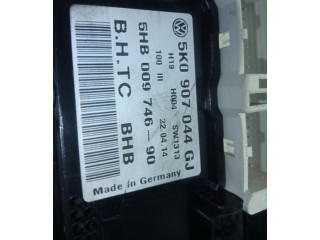 5K0 907 044 GJ
H19 H004 SW1313
100 III 22.04.14
5HB 009 746-90
B.H.TC BHB
Made in Germany